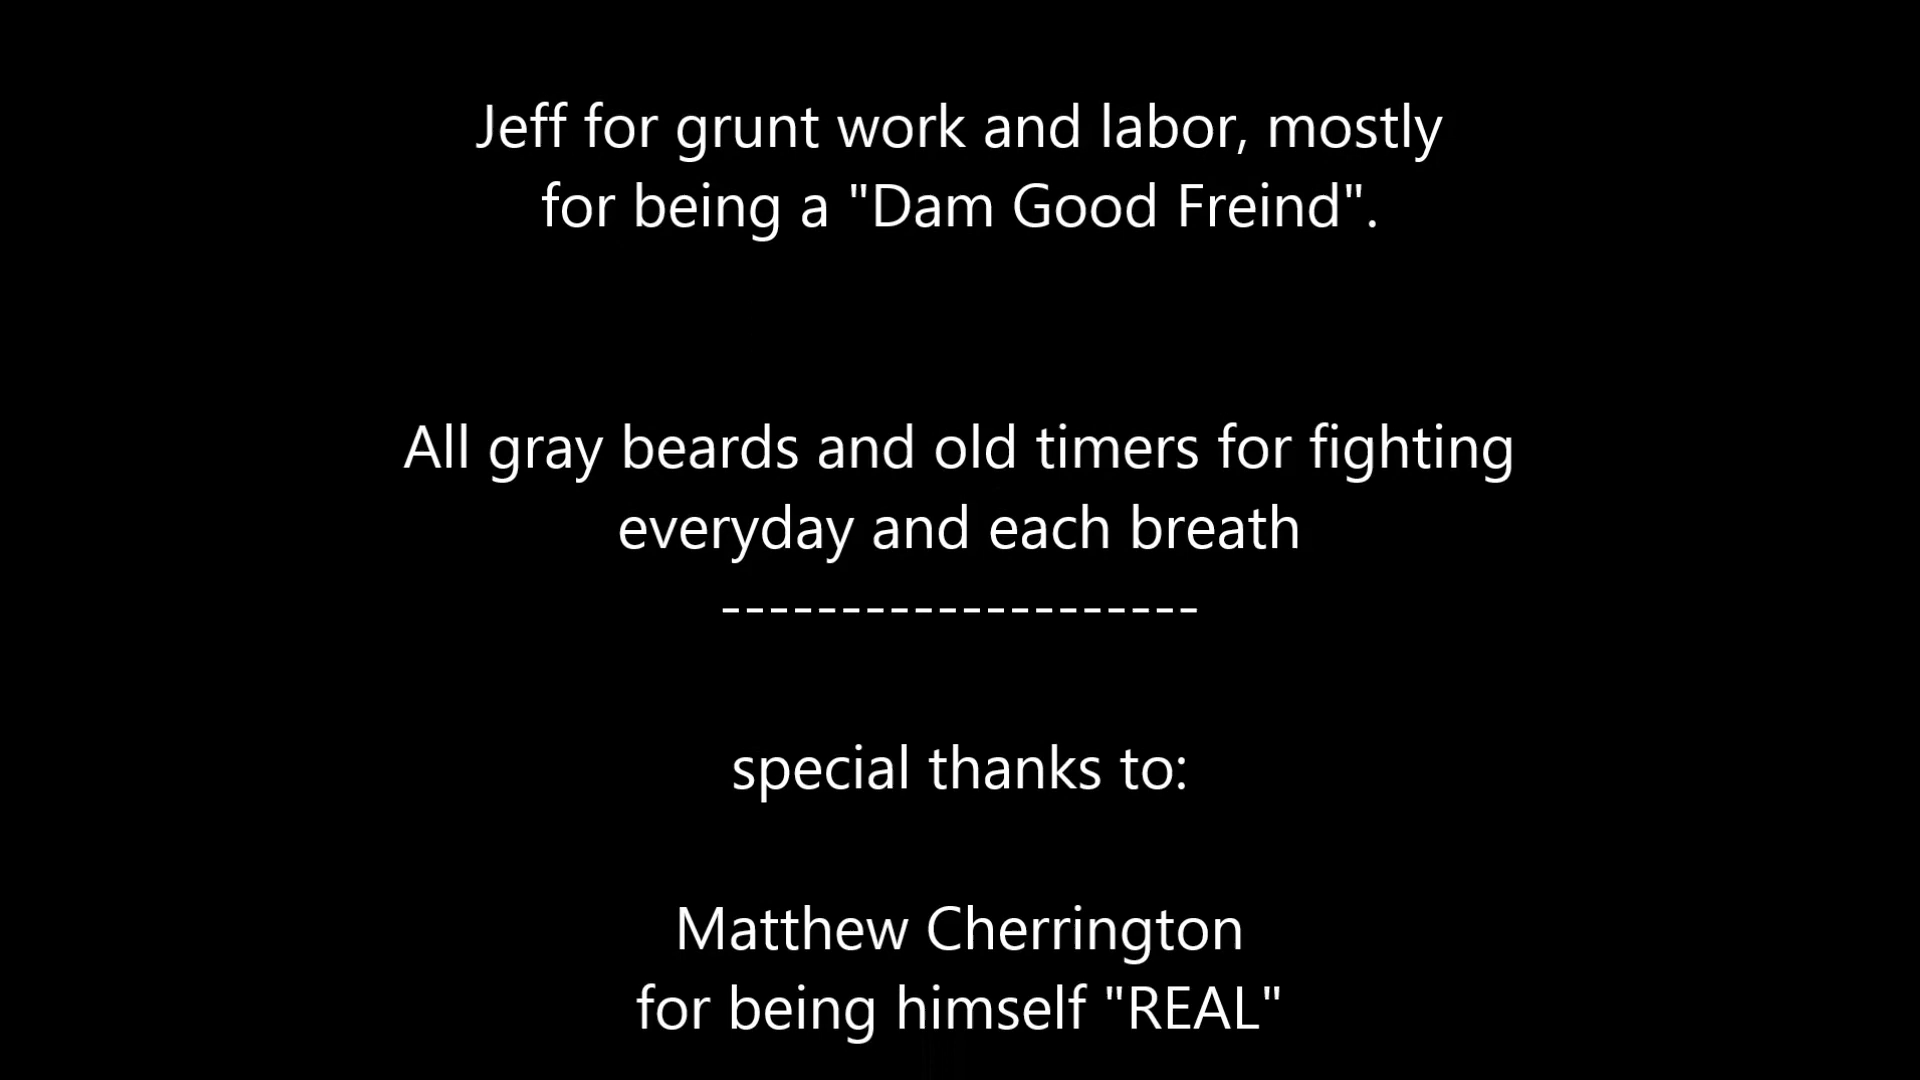 Jeff for grunt work and labor, mostly
for being a "Dam Good Freind".
All gray beards and old timers for fighting
everyday and each breath
--------------------
special thanks to:
Matthew Cherrington
for being himself "REAL"